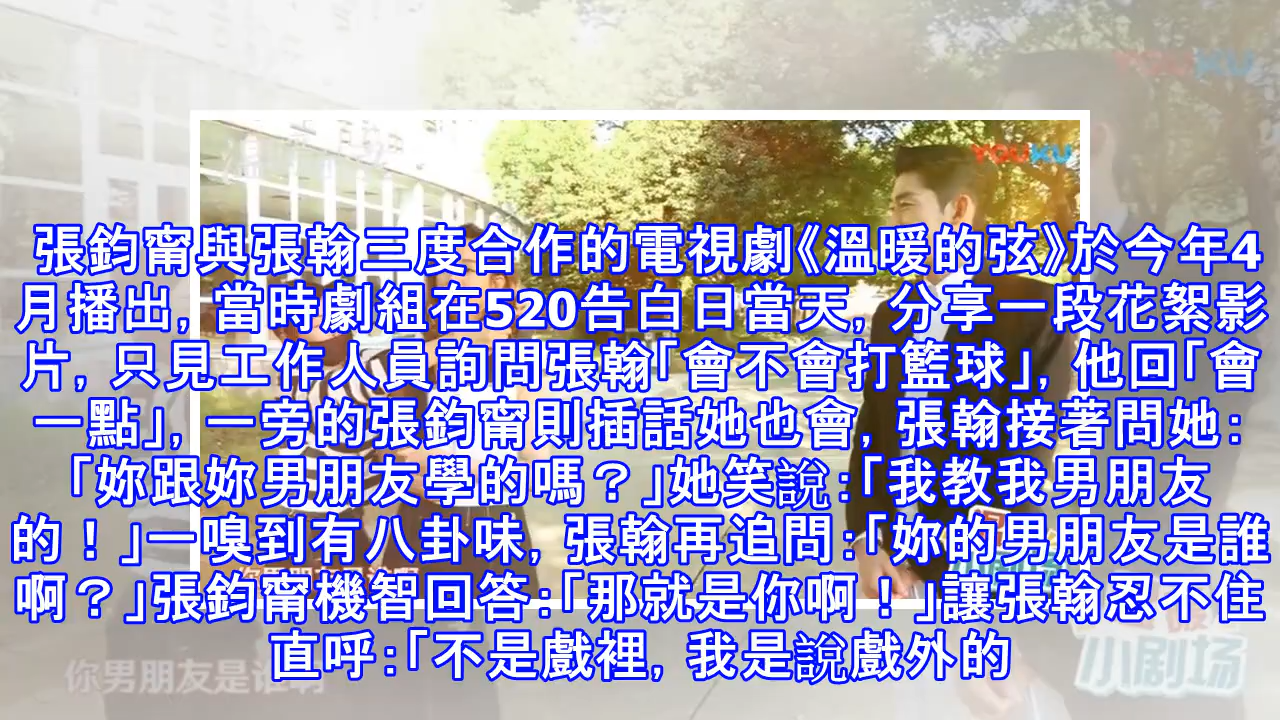 YOUKU
YOUKU
張鈞甯與張翰三度合作的電視劇《溫暖的弦》於今年4
月播出, 當時劇組在520告白日當天, 分享一段花絮影
片, 只見工作人員詢問張翰「會不會打籃球」, 他回「會
一點」, 一旁的張鈞甯則插話她也會, 張翰接著問她:
「妳跟妳男朋友學的嗎？」她笑說:「我教我男朋友
的！」一嗅到有八卦味, 張翰再追問:「妳的男朋友是誰
啊？」張鈞甯機智回答:「那就是你啊！」讓張翰忍不住
直呼:「不是戲裡, 我是說戲外的
你男朋友是谁啊
小剧场